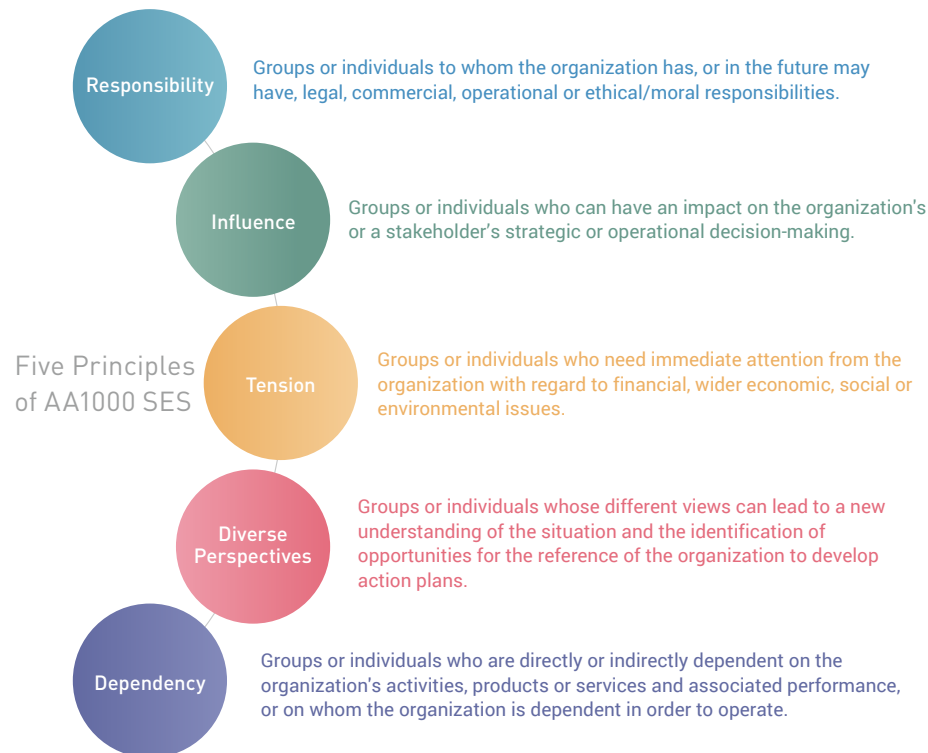 Responsibility
Groups or individuals to whom the organization has, or in the future may
have, legal, commercial, operational or ethical/moral responsibilities.
Influence
Groups or individuals who can have an impact on the organization's
or a stakeholder’s strategic or operational decision-making.
Five Principles
of AA1000 SES
Tension
Groups or individuals who need immediate attention from the
organization with regard to financial, wider economic, social or
environmental issues.
Diverse
Perspectives
Groups or individuals whose different views can lead to a new
understanding of the situation and the identification of
opportunities for the reference of the organization to develop
action plans.
Dependency
Groups or individuals who are directly or indirectly dependent on the
organization's activities, products or services and associated performance,
or on whom the organization is dependent in order to operate.